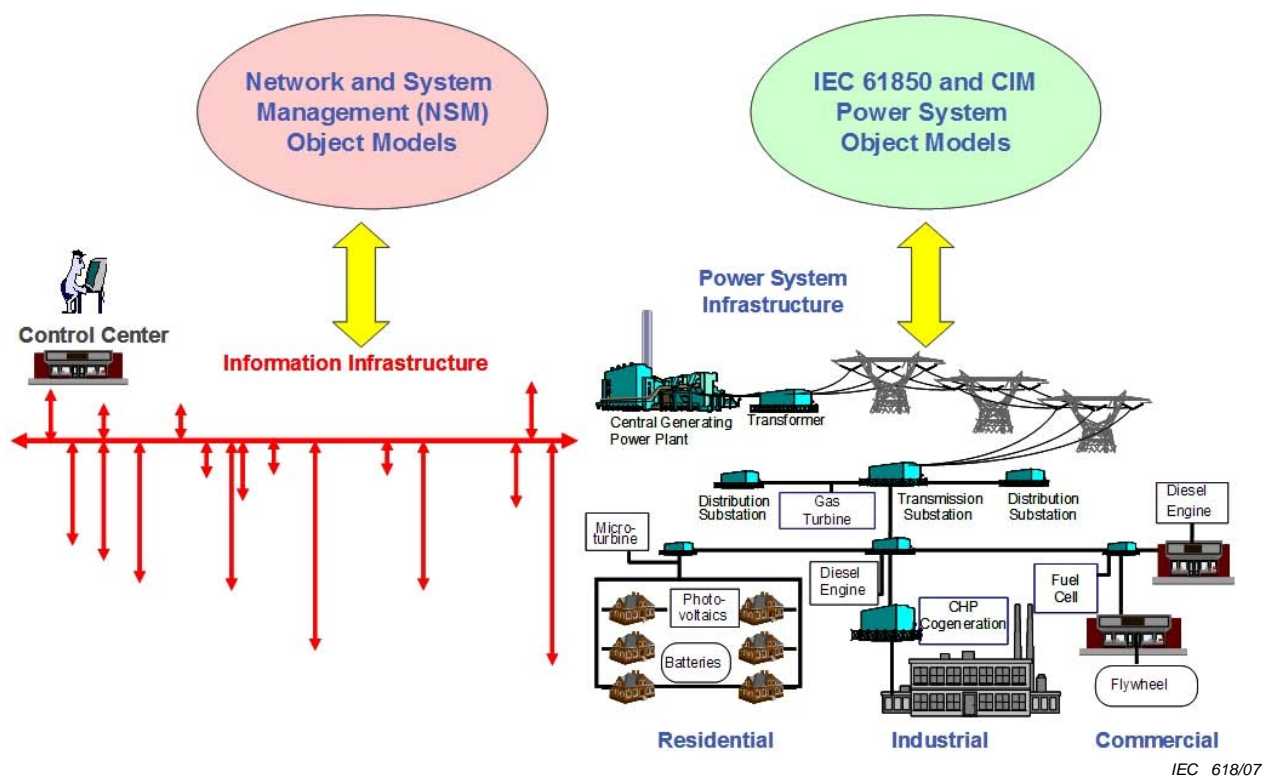 Network and System
Management (NSM)
Object Models
IEC 61850 and CIM
Power System
Object Models
Power System
Infrastructure
Control Center
Information Infrastructure
Central Generating
Power Plant
Transformer
Distribution
Substation
Gas
Turbine
Transmission
Substation
Distribution
Substation
Diesel
Engine
Micro-
turbine
Diesel
Engine
Fuel
Cell
Photo-
voltaics
CHP
Cogeneration
Batteries
Flywheel
Residential
Industrial
Commercial
IEC 618/07